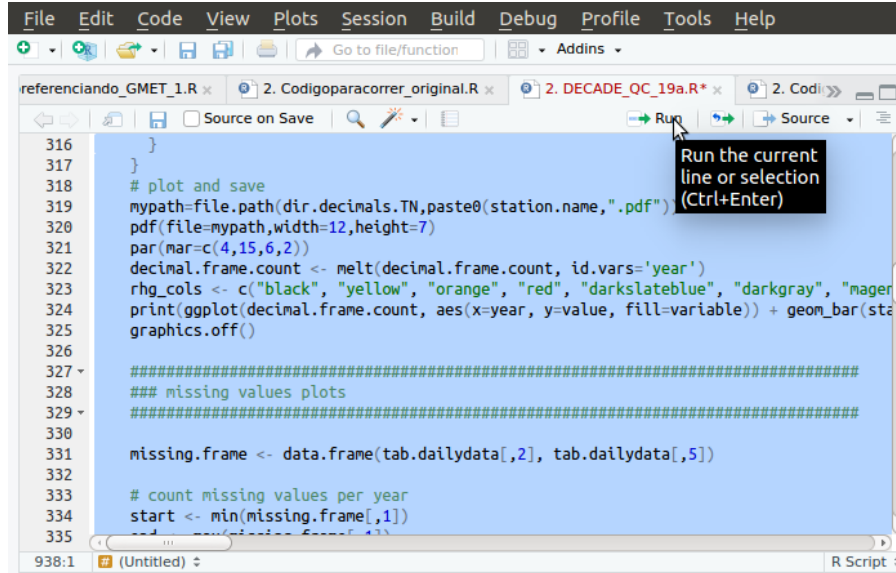 File Edit Code View Plots Session Build Debug Profile Tools Help
Go to file/function Addins
referenciando_GMET_1.R × 2. Codigoparacorrer_original.R × 2. DECADE_QC_19a.R* × 2. Codi
Source on Save Run Source
Run the current
line or selection
(Ctrl+Enter)
316 }
317 }
318 # plot and save
319 mypath=file.path(dir.decimals.TN,paste0(station.name,".pdf"))
320 pdf(file=mypath,width=12,height=7)
321 par(mar=c(4,15,6,2))
322 decimal.frame.count <- melt(decimal.frame.count, id.vars='year')
323 rhg_cols <- c("black", "yellow", "orange", "red", "darkslateblue", "darkgray", "mager
324 print(ggplot(decimal.frame.count, aes(x=year, y=value, fill=variable)) + geom_bar(sta
325 graphics.off()
326
327 ################################################################################
328 ### missing values plots
329 ################################################################################
330
331 missing.frame <- data.frame(tab.dailydata[,2], tab.dailydata[,5])
332
333 # count missing values per year
334 start <- min(missing.frame[,1])
335
938:1 # (Untitled) R Script